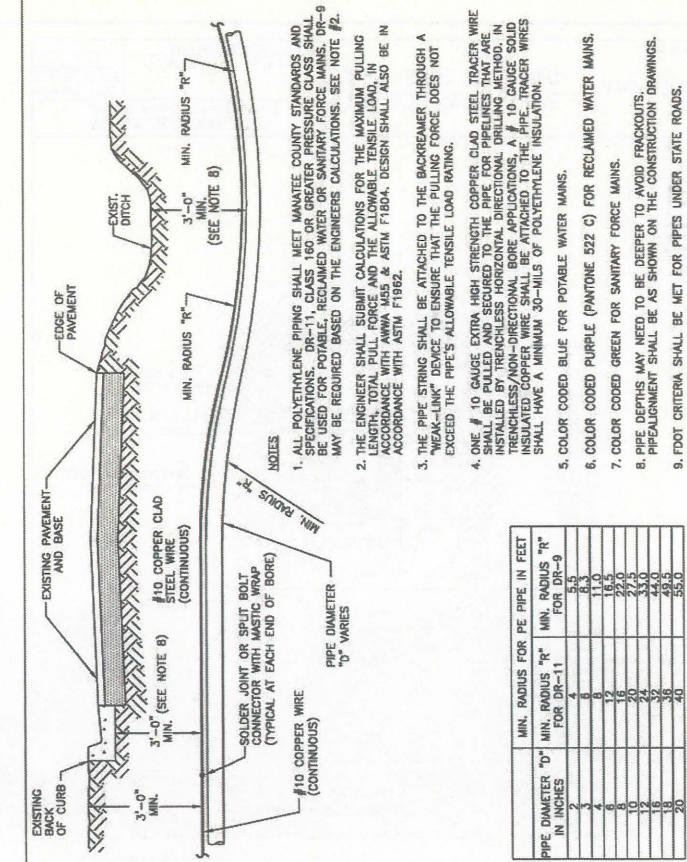 EXISTING
BACK
OF CURB
EXISTING PAVEMENT
AND BASE
EDGE OF
PAVEMENT
EXIST.
DITCH
3'-0"
MIN.
3'-0" (SEE NOTE 8)
MIN.
#10 COPPER CLAD
STEEL WIRE
(CONTINUOUS)
MIN. RADIUS "R"
3'-0"
MIN.
(SEE NOTE 8)
MIN. RADIUS "R"
SOLDER JOINT OR SPLIT BOLT
CONNECTOR WITH MASTIC WRAP
(TYPICAL AT EACH END OF BORE)
#10 COPPER WIRE
(CONTINUOUS)
PIPE DIAMETER
"D" VARIES
MIN. RADIUS "R"
NOTES
1. ALL POLYETHYLENE PIPING SHALL MEET MANATEE COUNTY STANDARDS AND
SPECIFICATIONS. DR-11, CLASS 160 OR GREATER PRESSURE CLASS SHALL
BE USED FOR POTABLE, RECLAIMED WATER OR SANITARY FORCE MAINS. DR-9
MAY BE REQUIRED BASED ON THE ENGINEERS CALCULATIONS. SEE NOTE #2.
2. THE ENGINEER SHALL SUBMIT CALCULATIONS FOR THE MAXIMUM PULLING
LENGTH, TOTAL PULL FORCE AND THE ALLOWABLE TENSILE LOAD, IN
ACCORDANCE WITH AWWA M55 & ASTM F1804. DESIGN SHALL ALSO BE IN
ACCORDANCE WITH ASTM F1962.
3. THE PIPE STRING SHALL BE ATTACHED TO THE BACKREAMER THROUGH A
"WEAK-LINK" DEVICE TO ENSURE THAT THE PULLING FORCE DOES NOT
EXCEED THE PIPE'S ALLOWABLE TENSILE LOAD RATING.
4. ONE # 10 GAUGE EXTRA HIGH STRENGTH COPPER CLAD STEEL TRACER WIRE
SHALL BE PULLED AND SECURED TO THE PIPE FOR PIPELINES THAT ARE
INSTALLED BY TRENCHLESS HORIZONTAL DIRECTIONAL DRILLING METHOD. IN
TRENCHLESS/NON-DIRECTIONAL BORE APPLICATIONS, A # 10 GAUGE SOLID
INSULATED COPPER WIRE SHALL BE ATTACHED TO THE PIPE. TRACER WIRES
SHALL HAVE A MINIMUM 30-MILS OF POLYETHYLENE INSULATION.
5. COLOR CODED BLUE FOR POTABLE WATER MAINS.
6. COLOR CODED PURPLE (PANTONE 522 C) FOR RECLAIMED WATER MAINS.
7. COLOR CODED GREEN FOR SANITARY FORCE MAINS.
8. PIPE DEPTHS MAY NEED TO BE DEEPER TO AVOID FRACKOUTS.
PIPEALIGNMENT SHALL BE AS SHOWN ON THE CONSTRUCTION DRAWINGS.
9. FDOT CRITERIA SHALL BE MET FOR PIPES UNDER STATE ROADS.
MIN. RADIUS FOR PE PIPE IN FEET
PIPE DIAMETER "D" MIN. RADIUS "R" MIN. RADIUS "R"
IN INCHES FOR DR-11 FOR DR-9
2 4 5.5
3 6 8.3
4 8 11.0
6 12 16.5
8 16 22.0
10 20 27.5
12 24 33.0
16 32 44.0
18 36 49.5
20 40 55.0